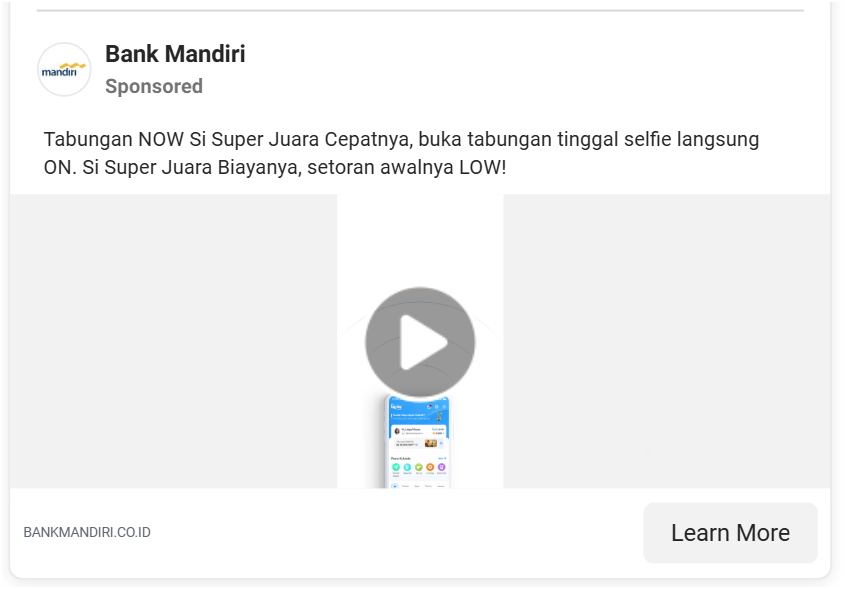 mandiri
Bank Mandiri
Sponsored
Tabungan NOW Si Super Juara Cepatnya, buka tabungan tinggal selfie langsung
ON. Si Super Juara Biayanya, setoran awalnya LOW!
BANKMANDIRI.CO.ID
Learn More